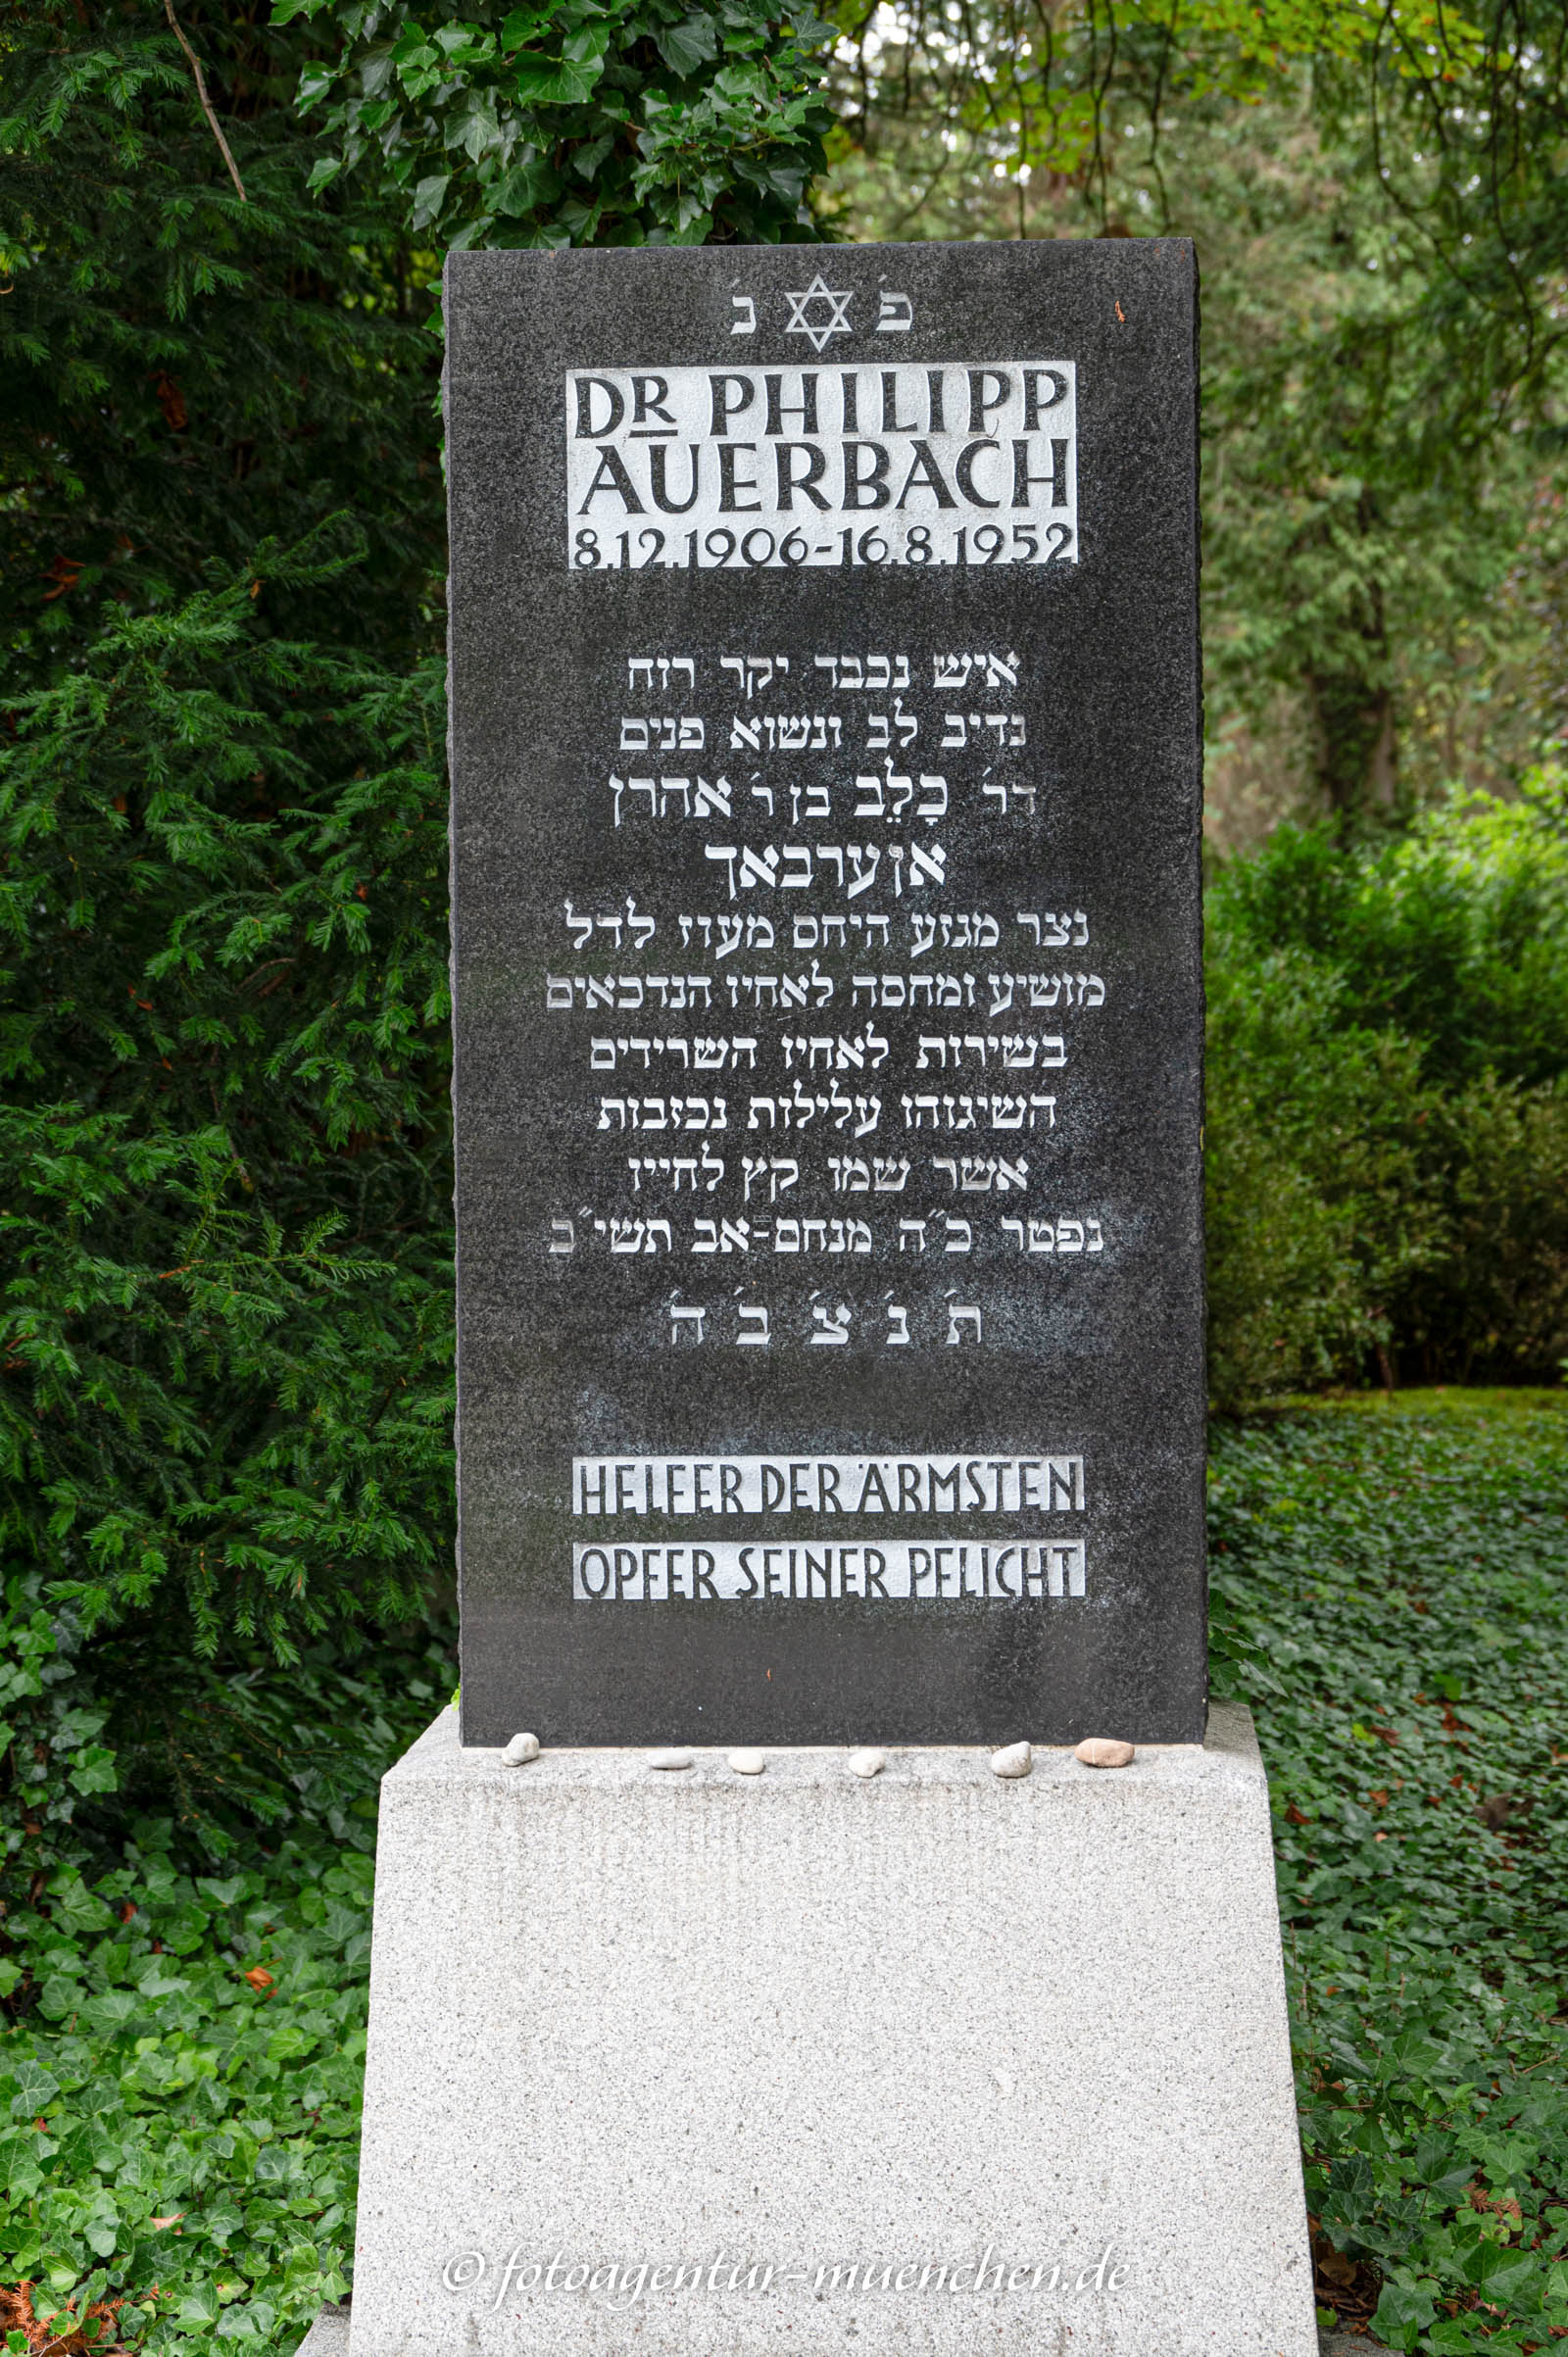 פ׳ נ׳
DR PHILIPP
AUERBACH
8.12.1906-16.8.1952
איש נכבד יקר רוח
נדיב לב ונשוא פנים
דר׳ כָּלֵב בן ר׳ אהרן
אויערבאך
נצר מגזע היחס מעוז לדל
מושיע ומחסה לאחיו הנדכאים
בשירות לאחיו השרידים
השיגוהו עלילות נכזבות
אשר שמו קץ לחייו
נפטר כ״ה מנחם-אב תשי״ב
ת׳ נ׳ צ׳ ב׳ ה׳
HELFER DER ÄRMSTEN
OPFER SEINER PFLICHT
© fotoagentur-muenchen.de